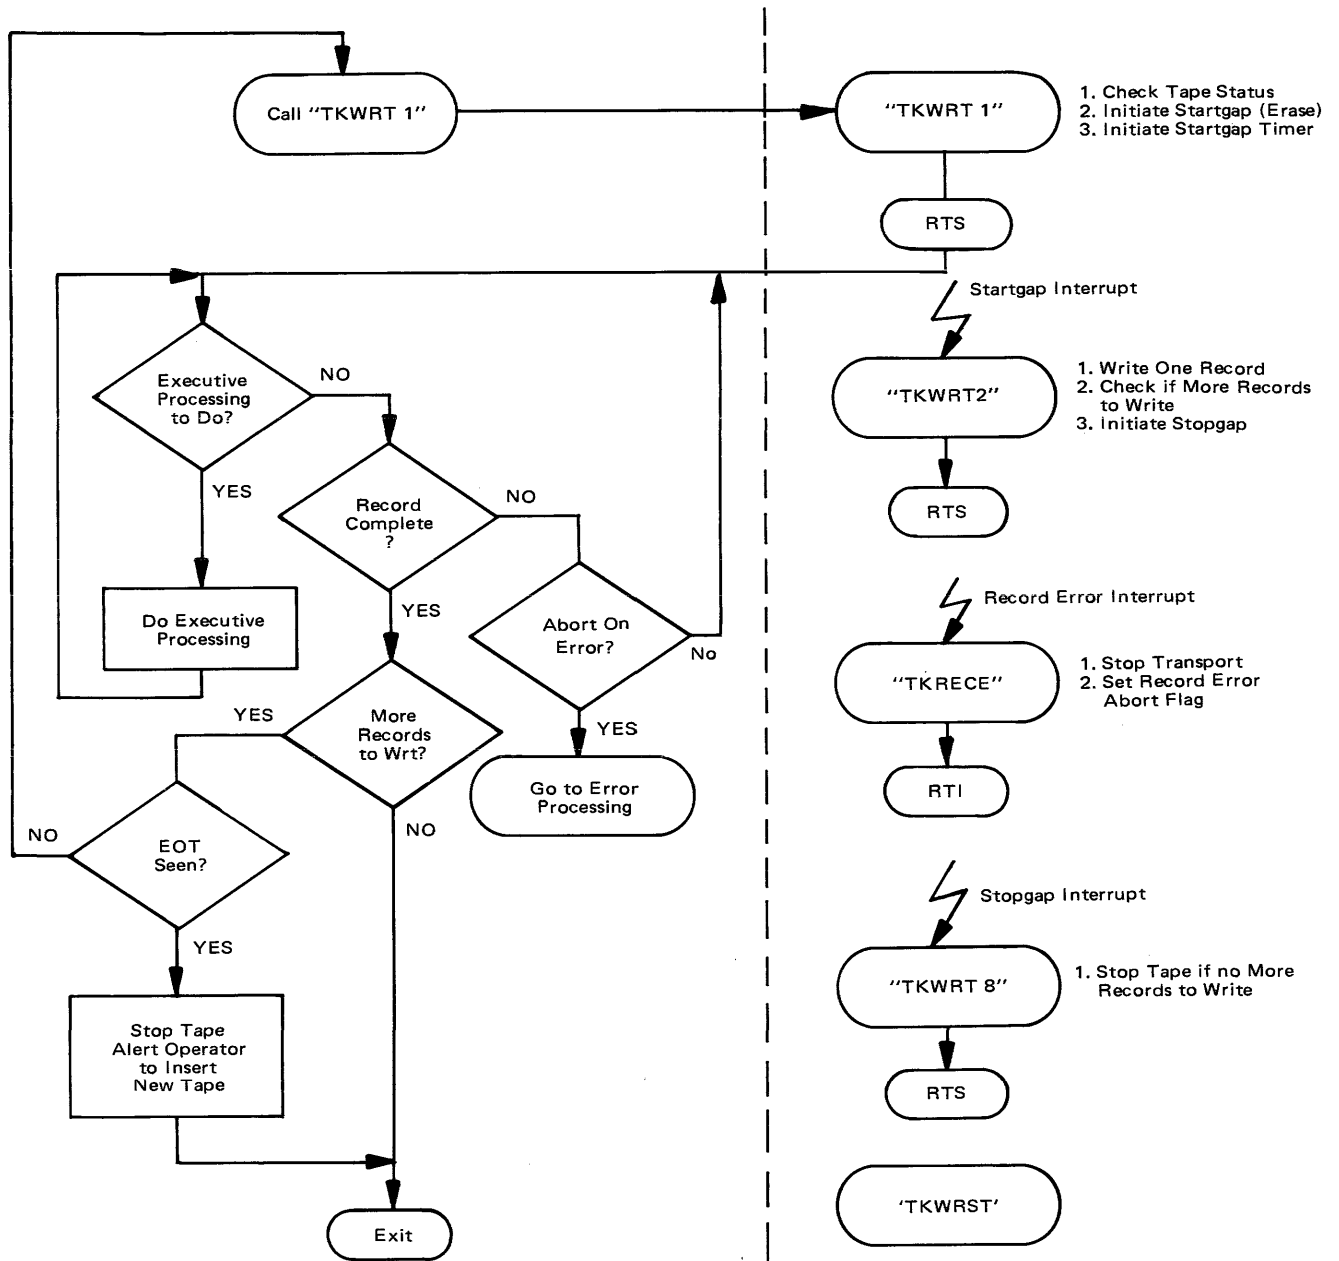 Call "TKWRT 1"
"TKWRT 1"
1. Check Tape Status
2. Initiate Startgap (Erase)
3. Initiate Startgap Timer
RTS
Startgap Interrupt
Executive
Processing
to Do?
NO
YES
Do Executive
Processing
Record
Complete
?
NO
YES
Abort On
Error?
No
YES
Go to Error
Processing
More
Records
to Wrt?
YES
NO
EOT
Seen?
NO
YES
Stop Tape
Alert Operator
to Insert
New Tape
Exit
"TKWRT2"
1. Write One Record
2. Check if More Records
to Write
3. Initiate Stopgap
RTS
Record Error Interrupt
"TKRECE"
1. Stop Transport
2. Set Record Error
Abort Flag
RTI
Stopgap Interrupt
"TKWRT 8"
1. Stop Tape if no More
Records to Write
RTS
'TKWRST'